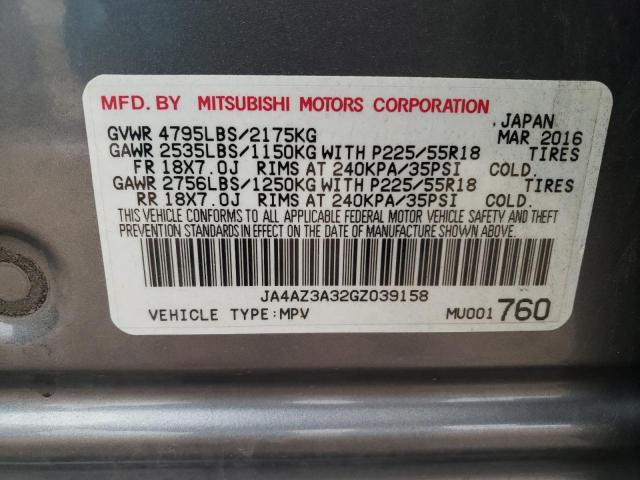 MFD. BY MITSUBISHI MOTORS CORPORATION , JAPAN
GVWR 4795LBS/2175KG MAR 2016
GAWR 2535LBS/1150KG WITH P225/55R18 TIRES
FR 18X7.0J RIMS AT 240KPA/35PSI COLD.
GAWR 2756LBS/1250KG WITH P225/55R18 TIRES
RR 18X7.0J RIMS AT 240KPA/35PSI COLD.
THIS VEHICLE CONFORMS TO ALL APPLICABLE FEDERAL MOTOR VEHICLE SAFETY AND THEFT
PREVENTION STANDARDS IN EFFECT ON THE DATE OF MANUFACTURE SHOWN ABOVE.
JA4AZ3A32GZ039158
VEHICLE TYPE:MPV MU001 760